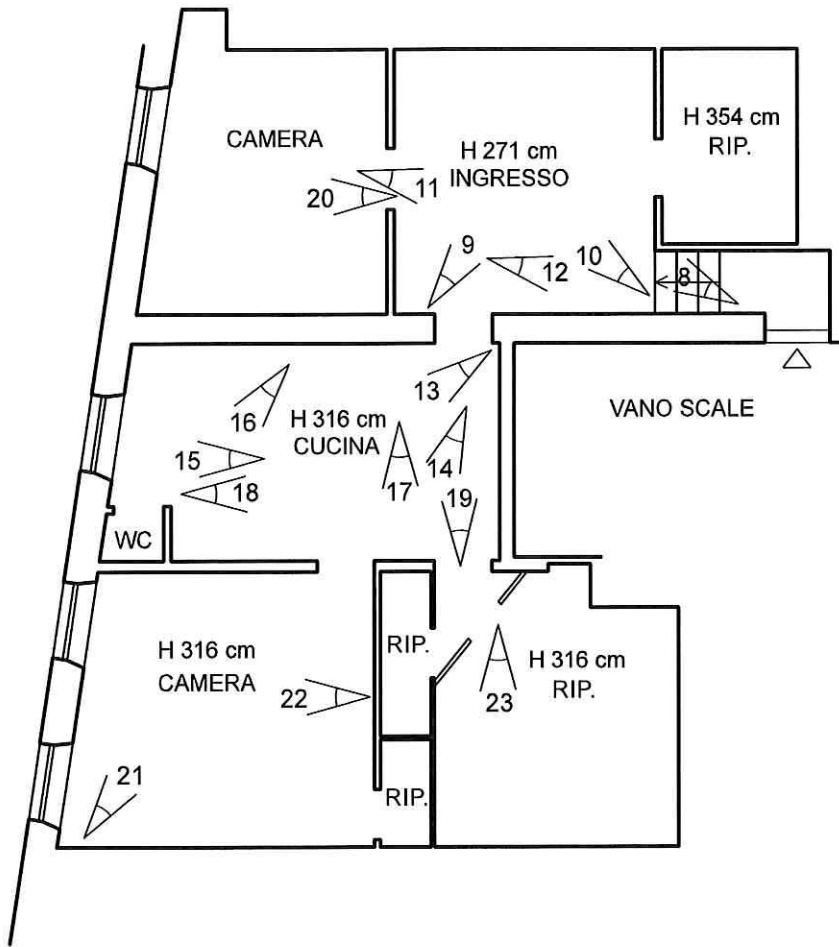 CAMERA
H 271 cm
INGRESSO
H 354 cm
RIP.
20
11
9
12
10
8
13
16
H 316 cm
CUCINA
VANO SCALE
15
18
14
17
19
WC
H 316 cm
CAMERA
RIP.
H 316 cm
RIP.
22
23
21
RIP.